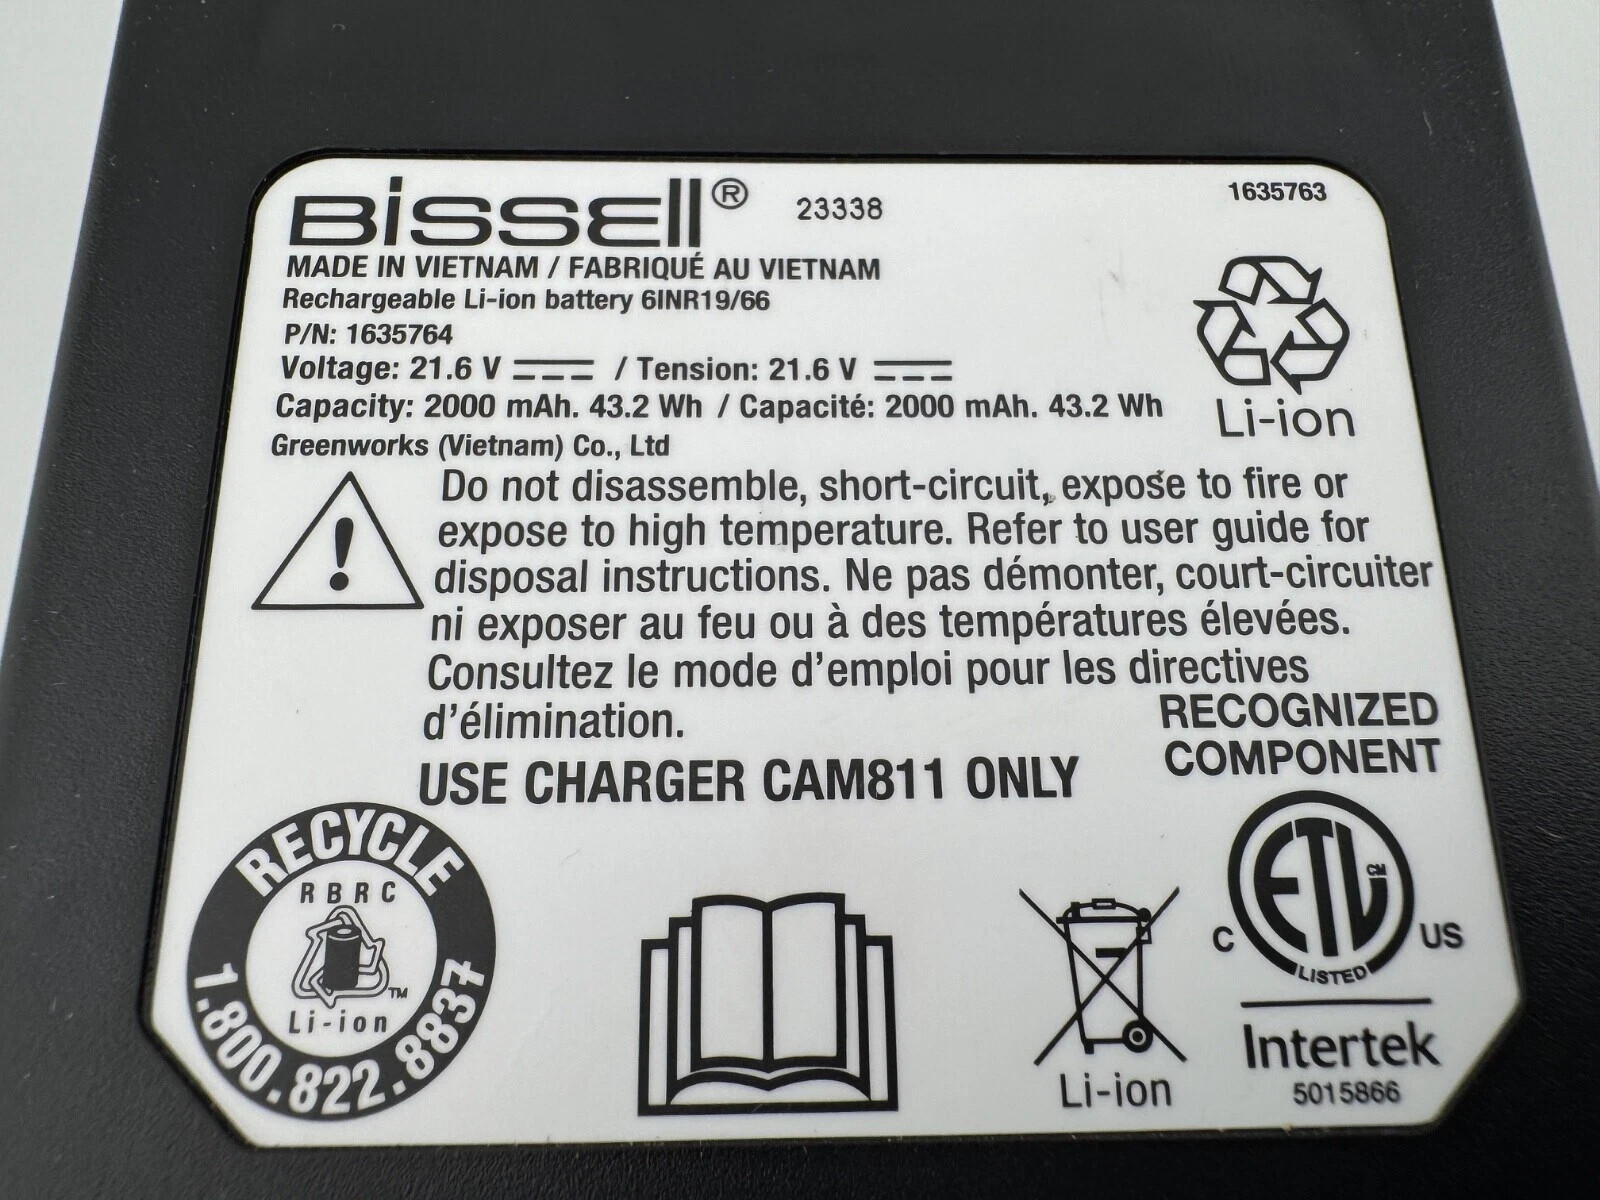 BISSELL® 23338 1635763
MADE IN VIETNAM / FABRIQUÉ AU VIETNAM
Rechargeable Li-ion battery 6INR19/66
P/N: 1635764
Voltage: 21.6 V / Tension: 21.6 V
Capacity: 2000 mAh. 43.2 Wh / Capacité: 2000 mAh. 43.2 Wh
Li-ion
Greenworks (Vietnam) Co., Ltd
Do not disassemble, short-circuit, expose to fire or
expose to high temperature. Refer to user guide for
disposal instructions. Ne pas démonter, court-circuiter
ni exposer au feu ou à des températures élevées.
Consultez le mode d'emploi pour les directives
d'élimination.
RECOGNIZED
COMPONENT
USE CHARGER CAM811 ONLY
RECYCLE
RBRC
TM
Li-ion
1.800.822.8837
Li-ion
ETL CM
C US
LISTED
Intertek
5015866